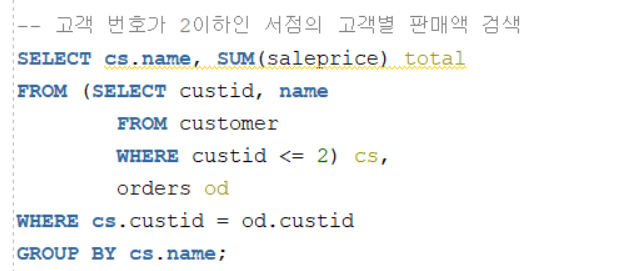 -- 고객 번호가 2이하인 서점의 고객별 판매액 검색
SELECT cs.name, SUM(saleprice) total
FROM (SELECT custid, name
FROM customer
WHERE custid <= 2) cs,
orders od
WHERE cs.custid = od.custid
GROUP BY cs.name;